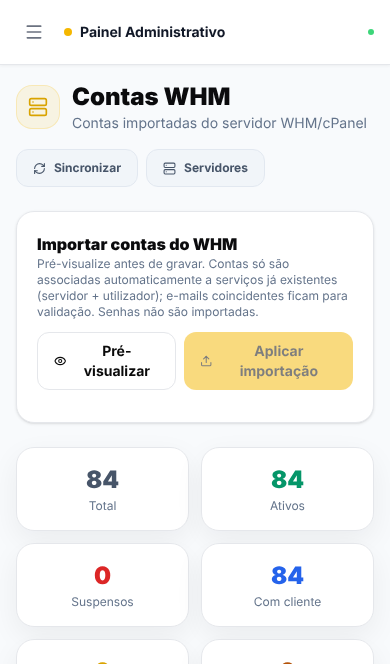 Painel Administrativo
Contas WHM
Contas importadas do servidor WHM/cPanel
Sincronizar
Servidores
Importar contas do WHM
Pré-visualize antes de gravar. Contas só são
associadas automaticamente a serviços já existentes
(servidor + utilizador); e-mails coincidentes ficam para
validação. Senhas não são importadas.
Pré-
visualizar
Aplicar
importação
84
Total
84
Ativos
0
Suspensos
84
Com cliente